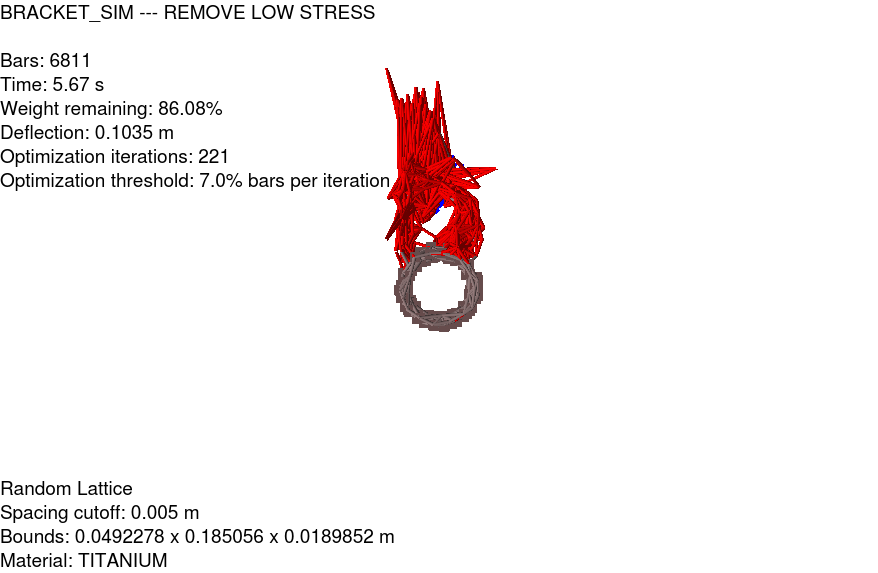 BRACKET_SIM --- REMOVE LOW STRESS
Bars: 6811
Time: 5.67 s
Weight remaining: 86.08%
Deflection: 0.1035 m
Optimization iterations: 221
Optimization threshold: 7.0% bars per iteration
Random Lattice
Spacing cutoff: 0.005 m
Bounds: 0.0492278 x 0.185056 x 0.0189852 m
Material: TITANIUM